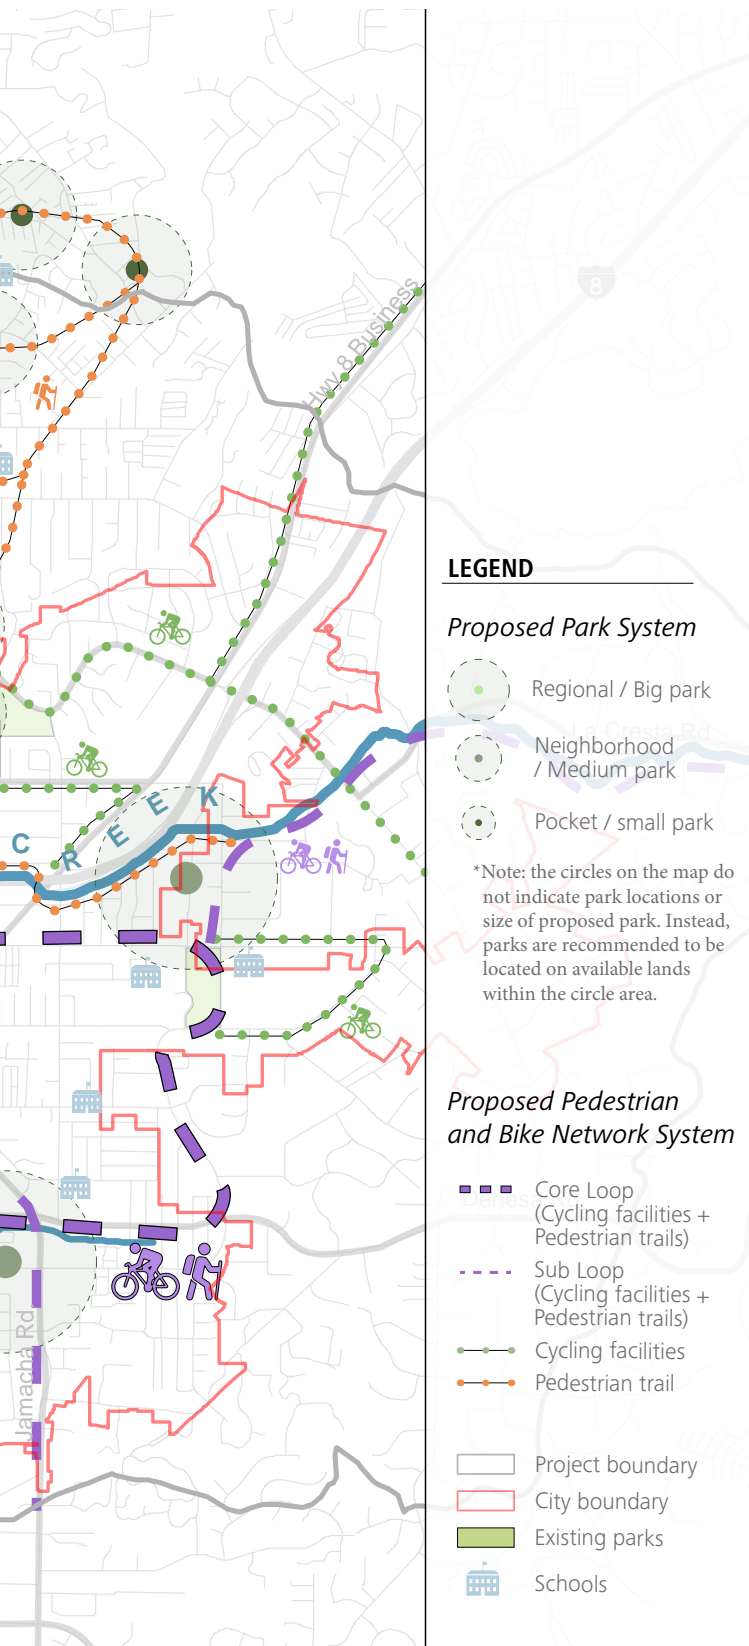 8
Hwy 8 Business
La Cresta Rd
C R E E K
Jamacha Rd
LEGEND
Proposed Park System
Regional / Big park
Neighborhood
/ Medium park
Pocket / small park
*Note: the circles on the map do
not indicate park locations or
size of proposed park. Instead,
parks are recommended to be
located on available lands
within the circle area.
Proposed Pedestrian
and Bike Network System
Core Loop
(Cycling facilities +
Pedestrian trails)
Sub Loop
(Cycling facilities +
Pedestrian trails)
Cycling facilities
Pedestrian trail
Project boundary
City boundary
Existing parks
Schools